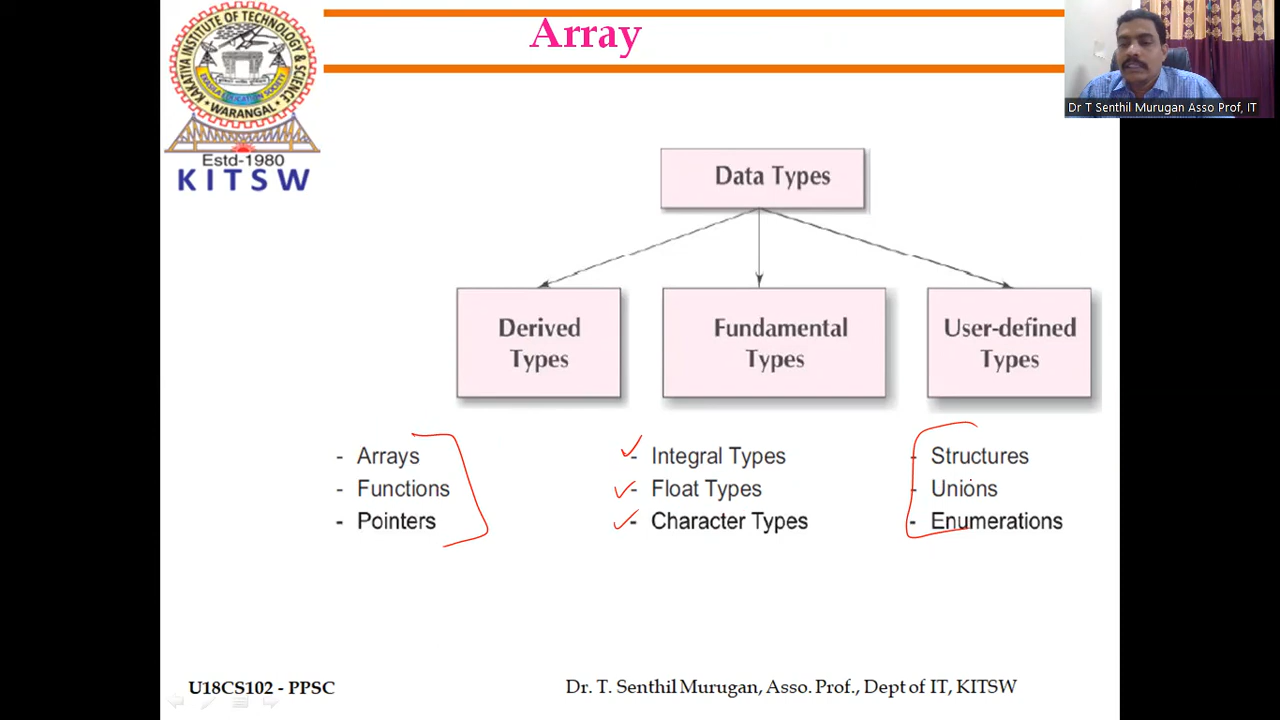 Array
KAKATIYA INSTITUTE OF TECHNOLOGY & SCIENCE
WARANGAL
Estd-1980
KITSW
Dr T Senthil Murugan Asso Prof, IT
Data Types
Derived Types
Fundamental Types
User-defined Types
- Arrays
- Functions
- Pointers
- Integral Types
- Float Types
- Character Types
- Structures
- Unions
- Enumerations
U18CS102 - PPSC
Dr. T. Senthil Murugan, Asso. Prof., Dept of IT, KITSW